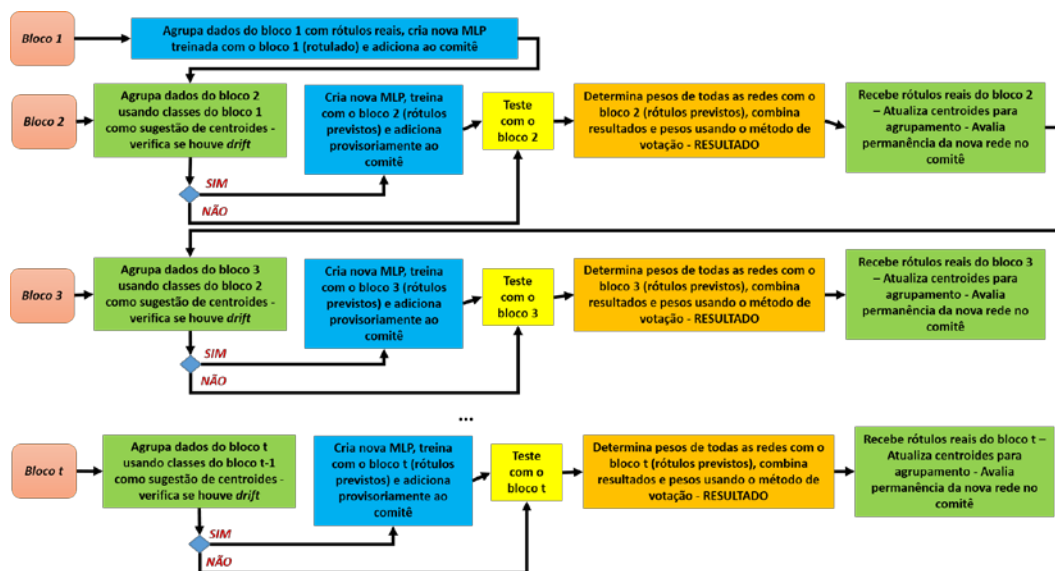 Bloco 1
Agrupa dados do bloco 1 com rótulos reais, cria nova MLP
treinada com o bloco 1 (rotulado) e adiciona ao comitê
Bloco 2
Agrupa dados do bloco 2
usando classes do bloco 1
como sugestão de centroides -
verifica se houve drift
Cria nova MLP, treina
com o bloco 2 (rótulos
previstos) e adiciona
provisoriamente ao
comitê
Teste
com o
bloco 2
Determina pesos de todas as redes com o
bloco 2 (rótulos previstos), combina
resultados e pesos usando o método de
votação - RESULTADO
Recebe rótulos reais do bloco 2
– Atualiza centroides para
agrupamento - Avalia
permanência da nova rede no
comitê
SIM
NÃO
Bloco 3
Agrupa dados do bloco 3
usando classes do bloco 2
como sugestão de centroides -
verifica se houve drift
Cria nova MLP, treina
com o bloco 3 (rótulos
previstos) e adiciona
provisoriamente ao
comitê
Teste
com o
bloco 3
Determina pesos de todas as redes com o
bloco 3 (rótulos previstos), combina
resultados e pesos usando o método de
votação - RESULTADO
Recebe rótulos reais do bloco 3
– Atualiza centroides para
agrupamento - Avalia
permanência da nova rede no
comitê
SIM
NÃO
...
Bloco t
Agrupa dados do bloco t
usando classes do bloco t-1
como sugestão de centroides -
verifica se houve drift
Cria nova MLP, treina
com o bloco t (rótulos
previstos) e adiciona
provisoriamente ao
comitê
Teste
com o
bloco t
Determina pesos de todas as redes com o
bloco t (rótulos previstos), combina
resultados e pesos usando o método de
votação - RESULTADO
Recebe rótulos reais do bloco t –
Atualiza centroides para
agrupamento - Avalia
permanência da nova rede no
comitê
SIM
NÃO